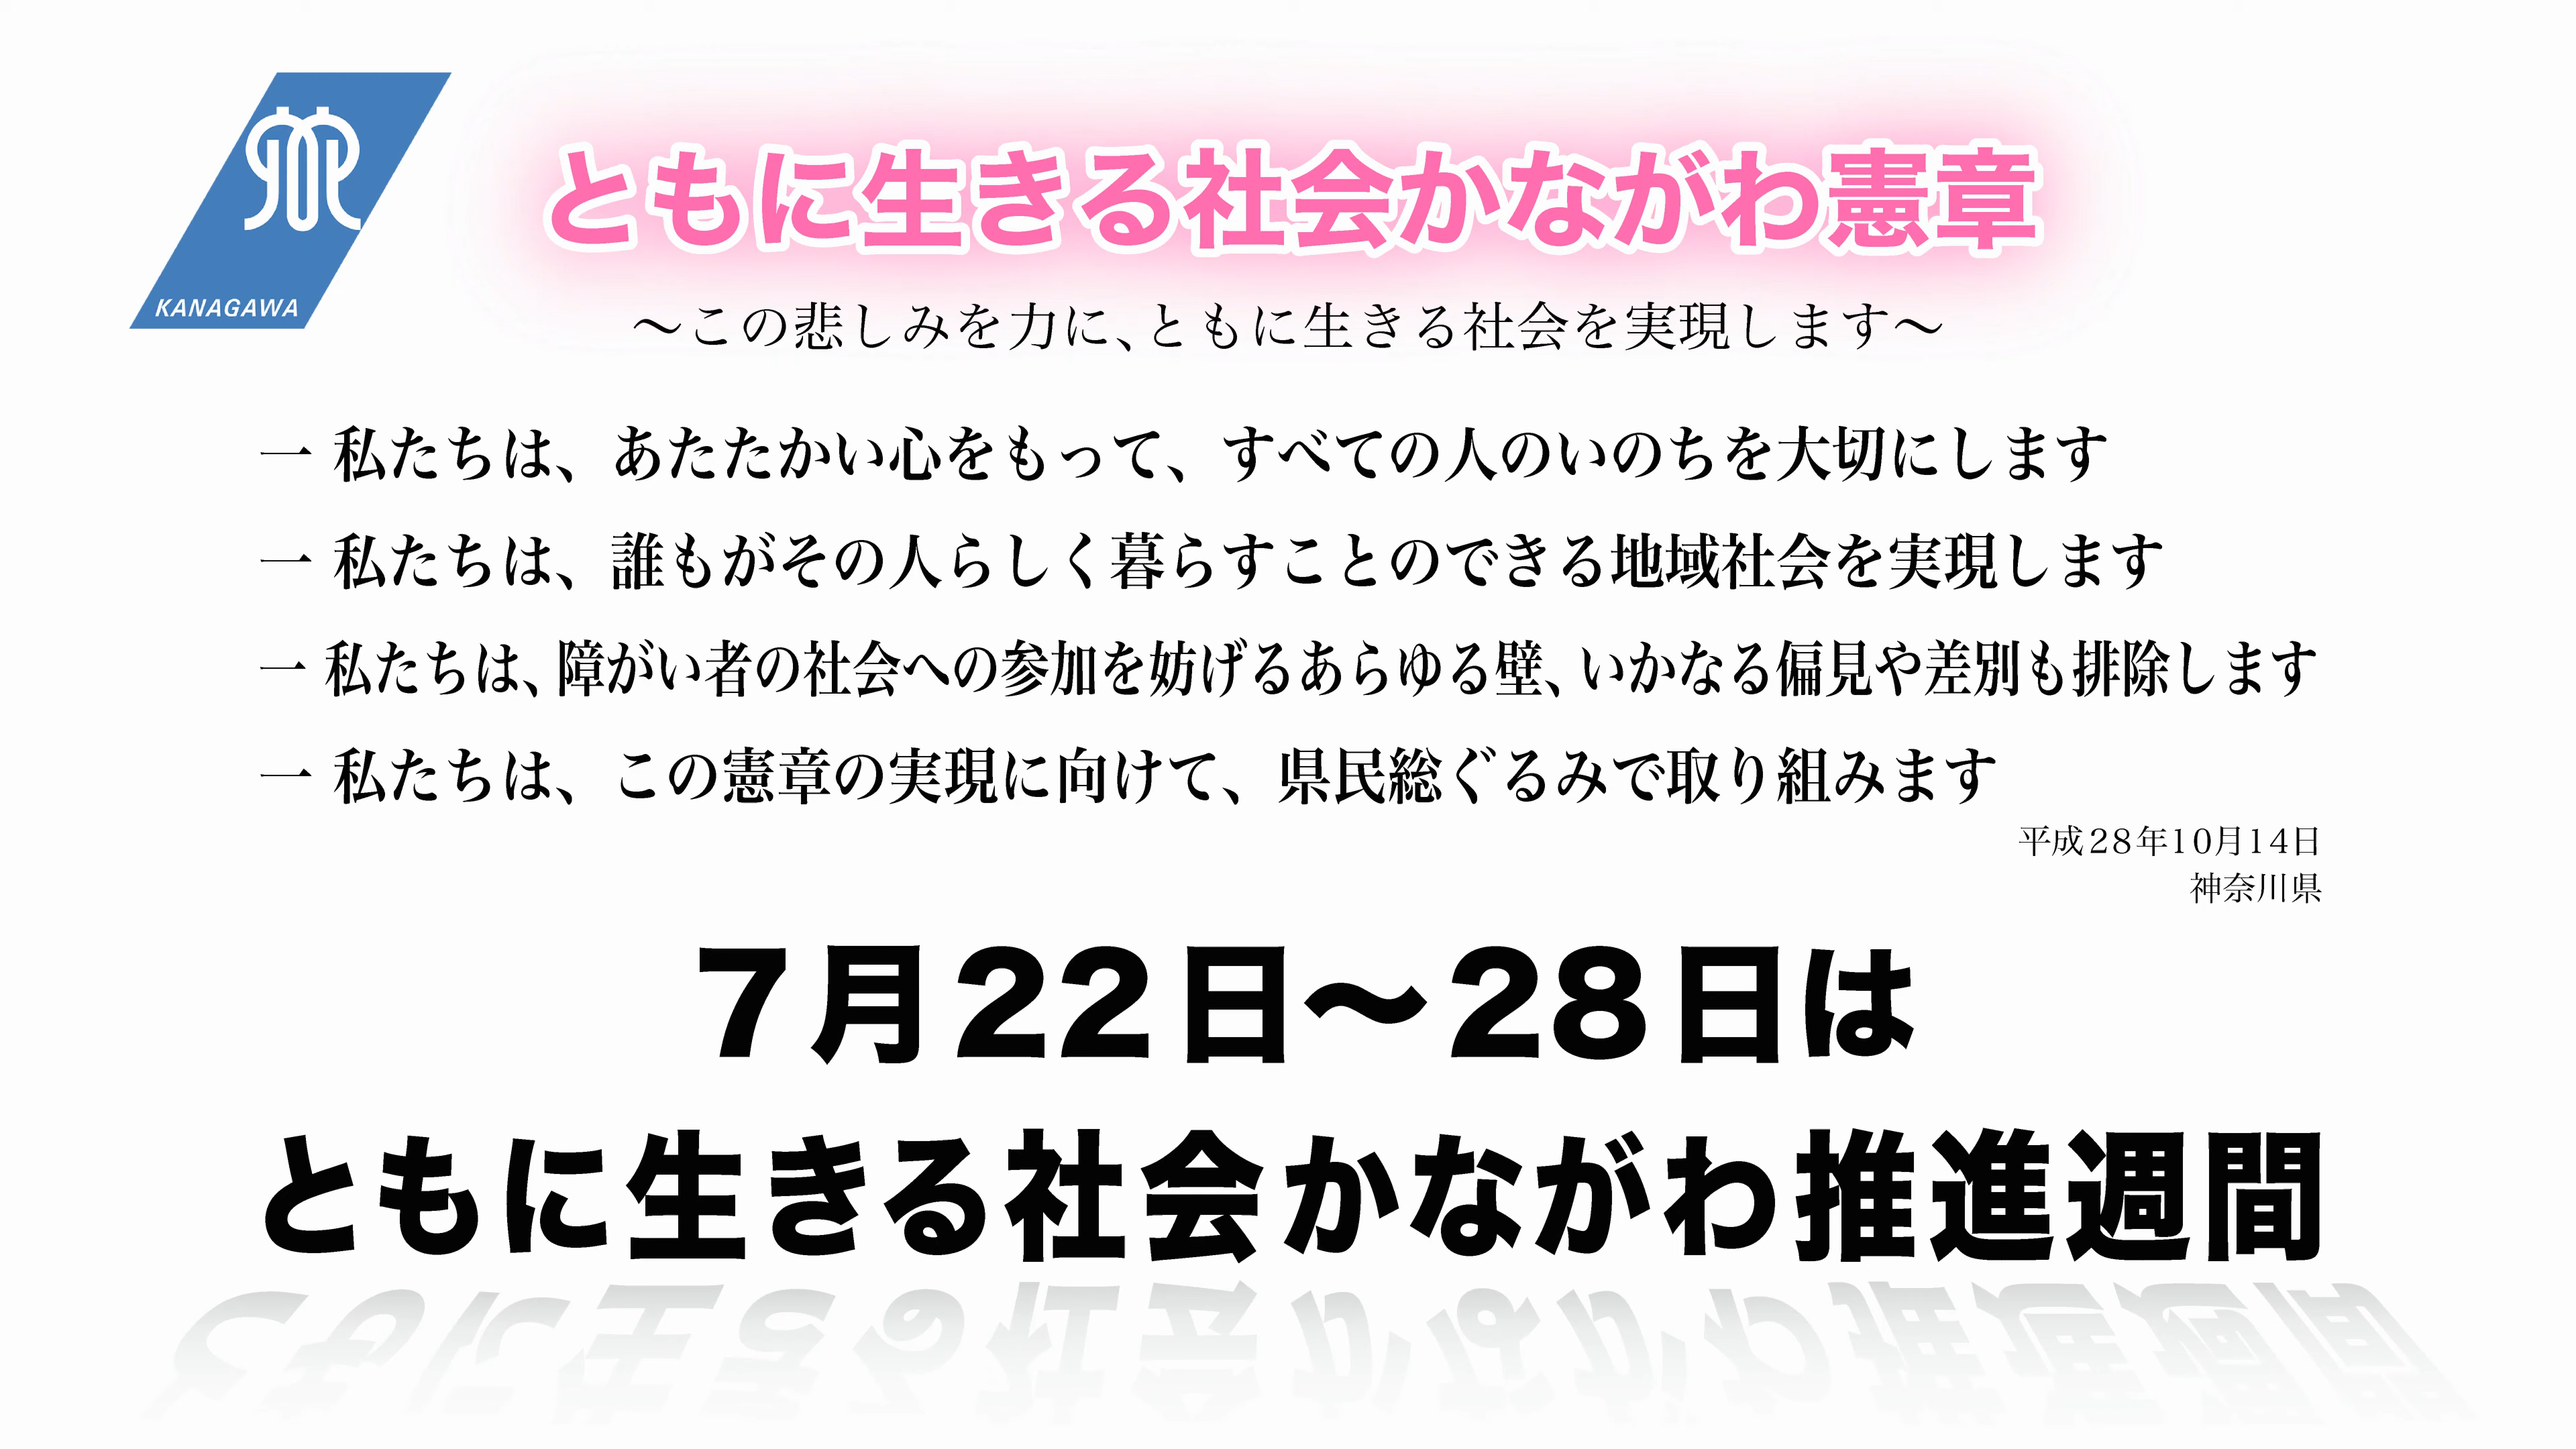 KANAGAWA
ともに生きる社会かながわ憲章
～この悲しみを力に、ともに生きる社会を実現します～
一 私たちは、あたたかい心をもって、すべての人のいのちを大切にします
一 私たちは、誰もがその人らしく暮らすことのできる地域社会を実現します
一 私たちは、障がい者の社会への参加を妨げるあらゆる壁、いかなる偏見や差別も排除します
一 私たちは、この憲章の実現に向けて、県民総ぐるみで取り組みます
平成28年10月14日
神奈川県
7月22日～28日は
ともに生きる社会かながわ推進週間